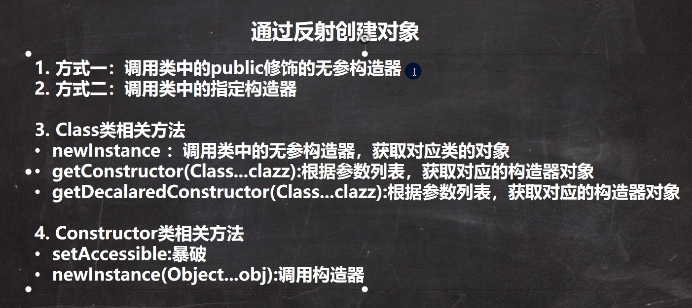 通过反射创建对象
1. 方式一：调用类中的public修饰的无参构造器
2. 方式二：调用类中的指定构造器
3. Class类相关方法
• newInstance ：调用类中的无参构造器，获取对应类的对象
• getConstructor(Class...clazz):根据参数列表，获取对应的构造器对象
• getDecalaredConstructor(Class...clazz):根据参数列表，获取对应的构造器对象
4. Constructor类相关方法
• setAccessible:暴破
• newInstance(Object...obj):调用构造器